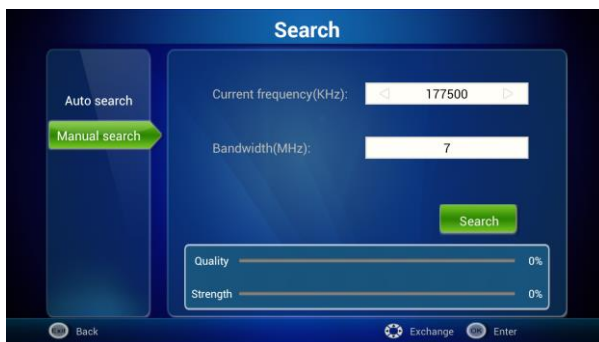 Search
Auto search
Manual search
Current frequency(KHz): 177500
Bandwidth(MHz): 7
Search
Quality 0%
Strength 0%
Back Exchange OK Enter